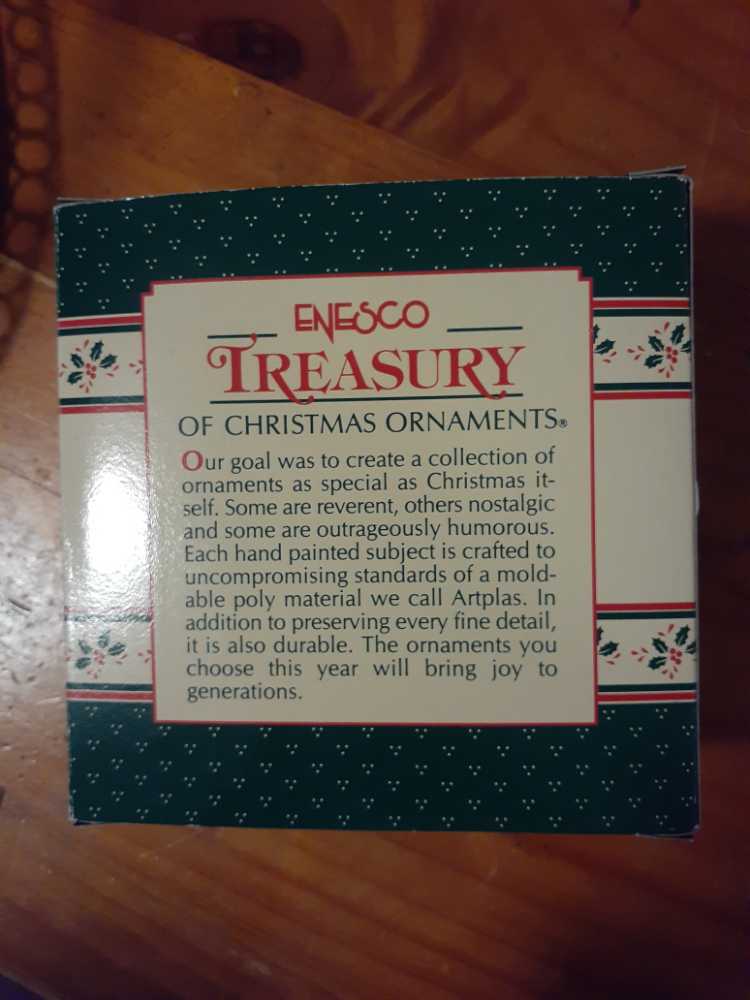 ENESCO
TREASURY
OF CHRISTMAS ORNAMENTS®
Our goal was to create a collection of
ornaments as special as Christmas it-
self. Some are reverent, others nostalgic
and some are outrageously humorous.
Each hand painted subject is crafted to
uncompromising standards of a mold-
able poly material we call Artplas. In
addition to preserving every fine detail,
it is also durable. The ornaments you
choose this year will bring joy to
generations.